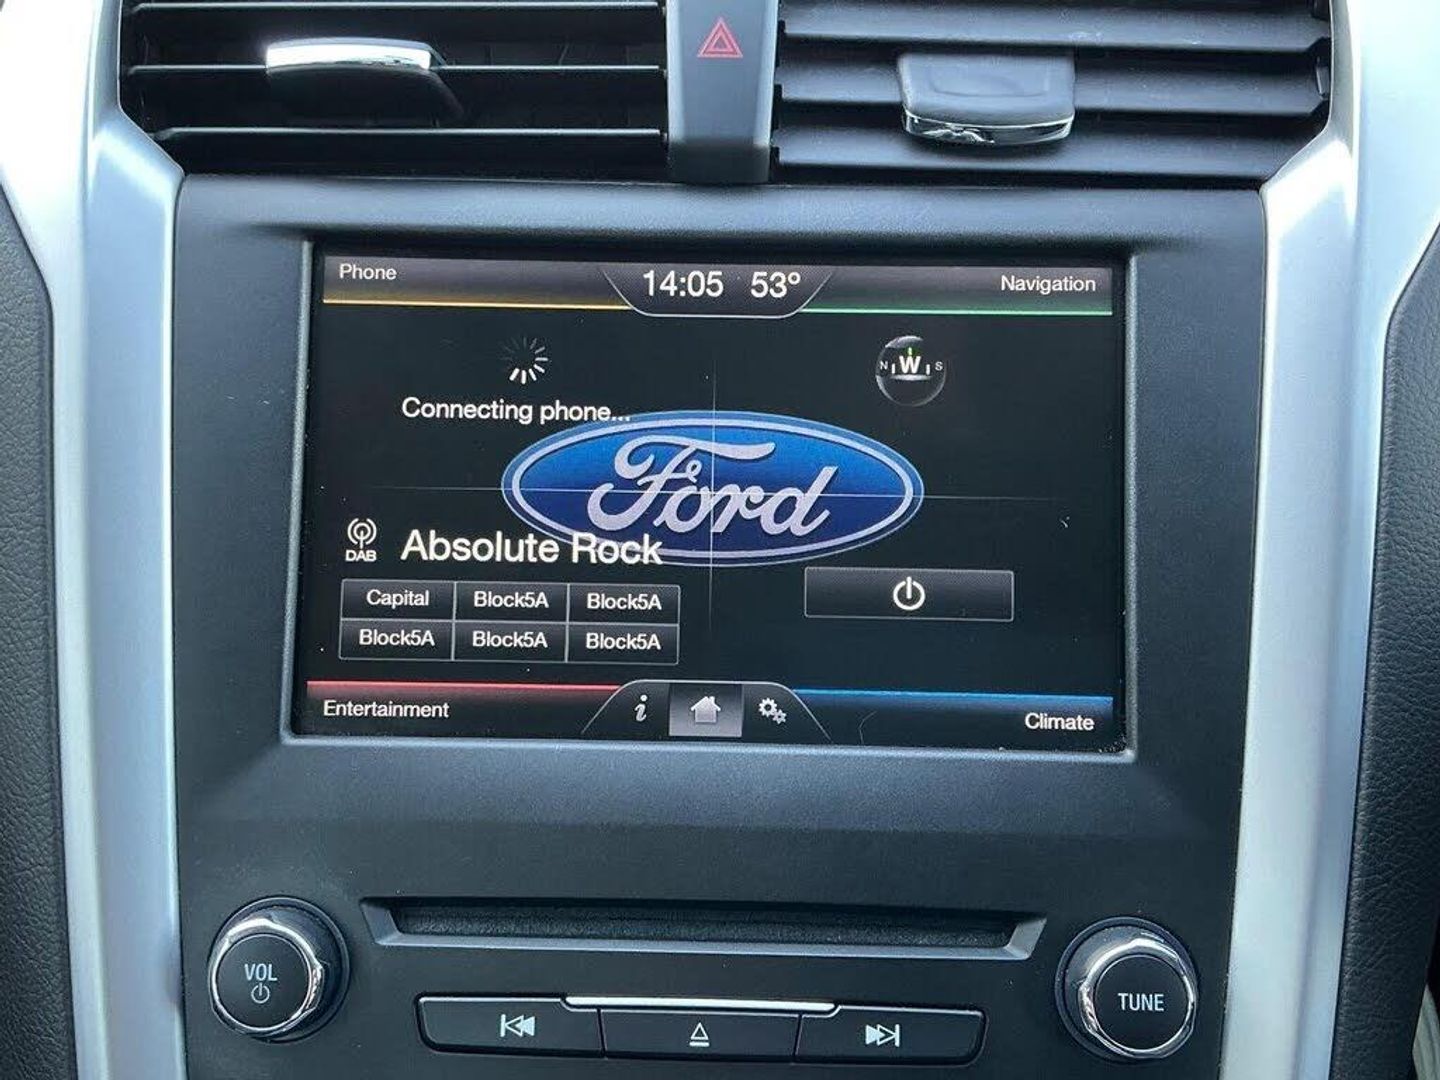 Phone
14:05 53°
Navigation
N W S
Connecting phone...
Ford
DAB
Absolute Rock
Capital Block5A Block5A
Block5A Block5A Block5A
Entertainment
i
Climate
VOL
TUNE